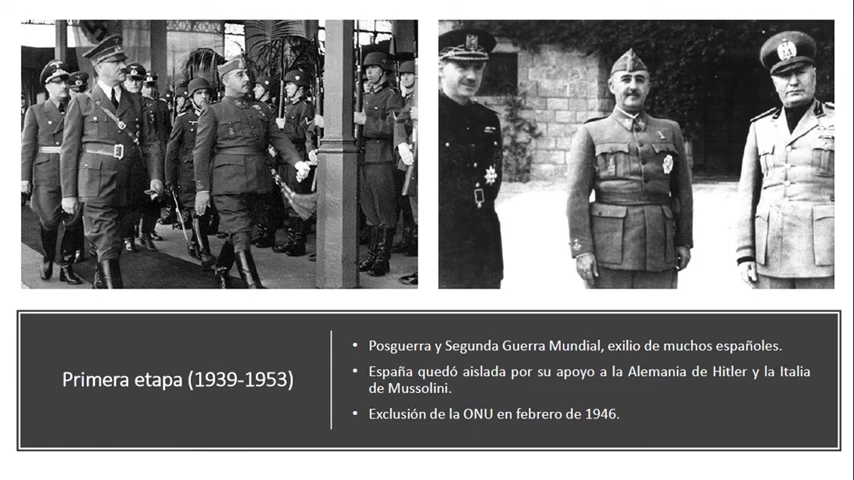 Primera etapa (1939-1953)
• Posguerra y Segunda Guerra Mundial, exilio de muchos españoles.
• España quedó aislada por su apoyo a la Alemania de Hitler y la Italia
de Mussolini.
• Exclusión de la ONU en febrero de 1946.